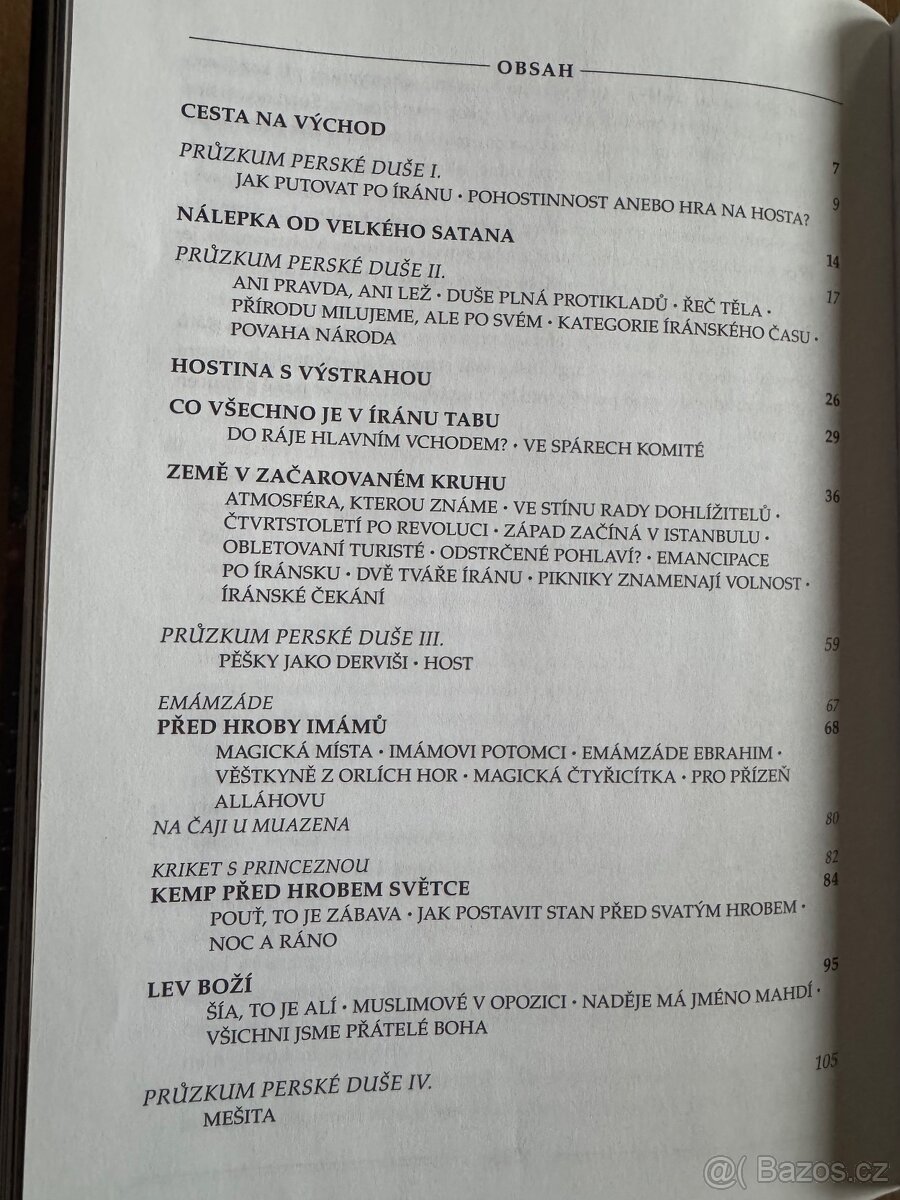 OBSAH
CESTA NA VÝCHOD 7
PRŮZKUM PERSKÉ DUŠE I. 9
JAK PUTOVAT PO ÍRÁNU · POHOSTINNOST ANEBO HRA NA HOSTA?
NÁLEPKA OD VELKÉHO SATANA 14
PRŮZKUM PERSKÉ DUŠE II. 17
ANI PRAVDA, ANI LEŽ · DUŠE PLNÁ PROTIKLADŮ · ŘEČ TĚLA ·
PŘÍRODU MILUJEME, ALE PO SVÉM · KATEGORIE ÍRÁNSKÉHO ČASU ·
POVAHA NÁRODA
HOSTINA S VÝSTRAHOU 26
CO VŠECHNO JE V ÍRÁNU TABU 29
DO RÁJE HLAVNÍM VCHODEM? · VE SPÁRECH KOMITÉ
ZEMĚ V ZAČAROVANÉM KRUHU 36
ATMOSFÉRA, KTEROU ZNÁME · VE STÍNU RADY DOHLÍŽITELŮ ·
ČTVRTSTOLETÍ PO REVOLUCI · ZÁPAD ZAČÍNÁ V ISTANBULU ·
OBLETOVANÍ TURISTÉ · ODSTRČENÉ POHLAVÍ? · EMANCIPACE
PO ÍRÁNSKU · DVĚ TVÁŘE ÍRÁNU · PIKNIKY ZNAMENAJÍ VOLNOST ·
ÍRÁNSKÉ ČEKÁNÍ
PRŮZKUM PERSKÉ DUŠE III. 59
PĚŠKY JAKO DERVIŠI · HOST
EMÁMZÁDE 67
PŘED HROBY IMÁMŮ 68
MAGICKÁ MÍSTA · IMÁMOVI POTOMCI · EMÁMZÁDE EBRAHIM ·
VĚŠTKYNĚ Z ORLÍCH HOR · MAGICKÁ ČTYŘICÍTKA · PRO PŘÍZEŇ
ALLÁHOVU
NA ČAJI U MUAZENA 80
KRIKET S PRINCEZNOU 82
KEMP PŘED HROBEM SVĚTCE 84
POUŤ, TO JE ZÁBAVA · JAK POSTAVIT STAN PŘED SVATÝM HROBEM ·
NOC A RÁNO
LEV BOŽÍ 95
ŠÍA, TO JE ALÍ · MUSLIMOVÉ V OPOZICI · NADĚJE MÁ JMÉNO MAHDÍ ·
VŠICHNI JSME PŘÁTELÉ BOHA
PRŮZKUM PERSKÉ DUŠE IV. 105
MEŠITA
@( Bazos.cz